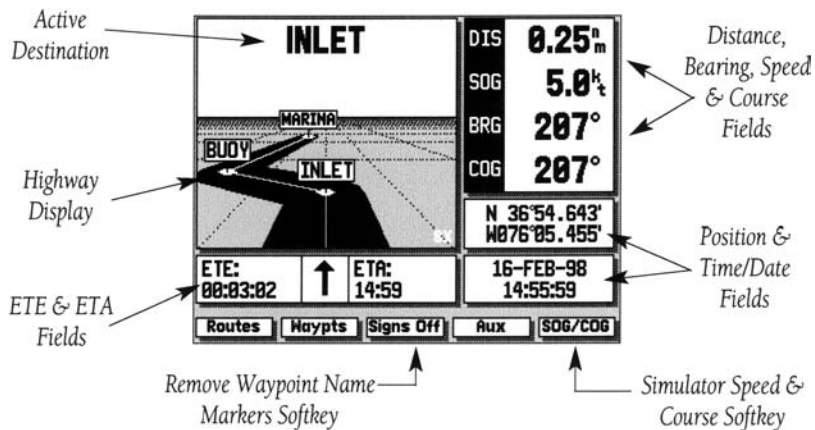 Active
Destination
INLET
MARINA
BUOY
INLET
8X
DIS 0.25 nm
SOG 5.0 kt
BRG 207°
COG 207°
N 36°54.643'
W076°05.455'
ETE:
00:03:02
ETA:
14:59
16-FEB-98
14:55:59
Routes
Waypts
Signs Off
Aux
SOG/COG
Distance,
Bearing, Speed
& Course
Fields
Highway
Display
Position &
Time/Date
Fields
ETE & ETA
Fields
Remove Waypoint Name
Markers Softkey
Simulator Speed &
Course Softkey